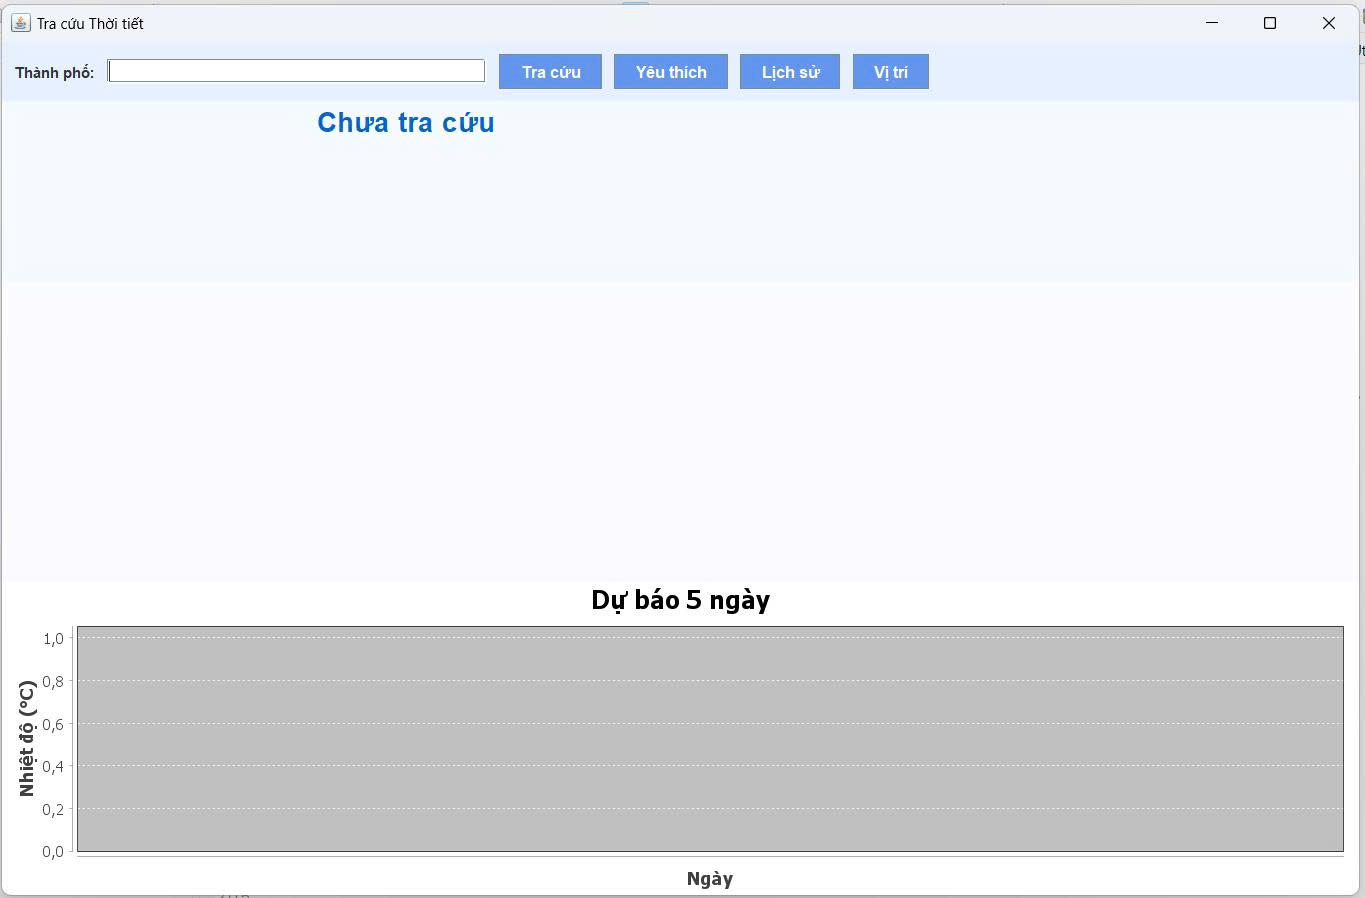 Tra cứu Thời tiết
Thành phố: Tra cứu Yêu thích Lịch sử Vị trí
Chưa tra cứu
Dự báo 5 ngày
Nhiệt độ (°C)
1,0
0,8
0,6
0,4
0,2
0,0
Ngày